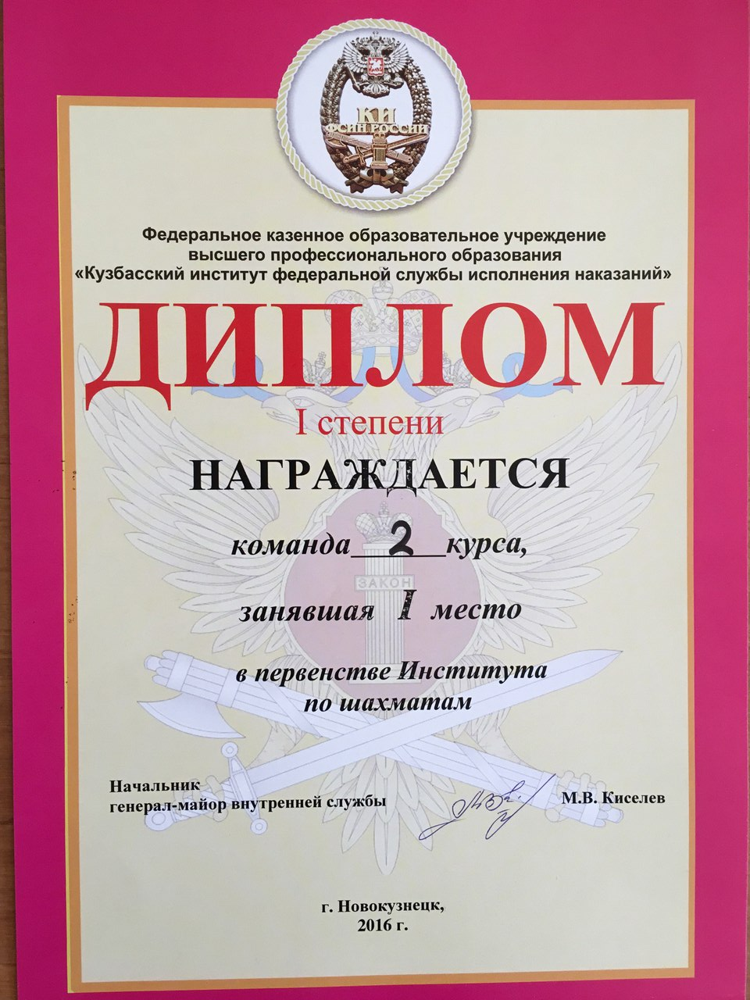 КИ
ФСИН РОССИИ
Федеральное казенное образовательное учреждение
высшего профессионального образования
«Кузбасский институт федеральной службы исполнения наказаний»
ДИПЛОМ
I степени
НАГРАЖДАЕТСЯ
команда 2 курса,
ЗАКОН
занявшая I место
в первенстве Института
по шахматам
Начальник
генерал-майор внутренней службы М.В. Киселев
г. Новокузнецк,
2016 г.